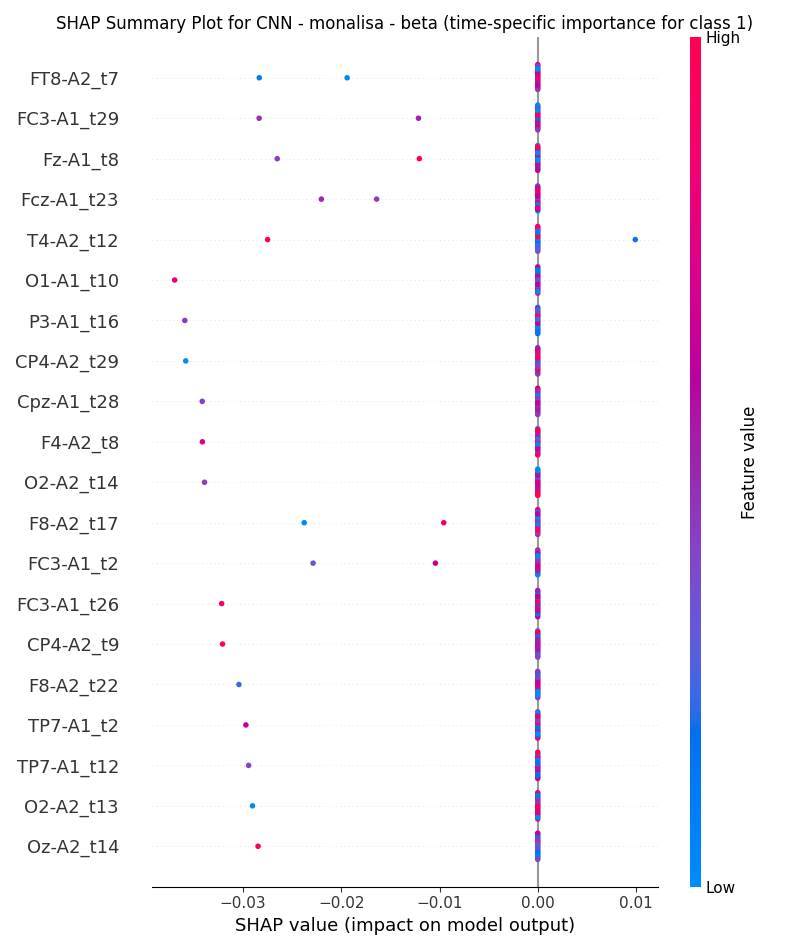 SHAP Summary Plot for CNN - monalisa - beta (time-specific importance for class 1)
High
FT8-A2_t7
FC3-A1_t29
Fz-A1_t8
Fcz-A1_t23
T4-A2_t12
O1-A1_t10
P3-A1_t16
CP4-A2_t29
Cpz-A1_t28
F4-A2_t8
O2-A2_t14
F8-A2_t17
FC3-A1_t2
FC3-A1_t26
CP4-A2_t9
F8-A2_t22
TP7-A1_t2
TP7-A1_t12
O2-A2_t13
Oz-A2_t14
Feature value
Low
−0.03 −0.02 −0.01 0.00 0.01
SHAP value (impact on model output)